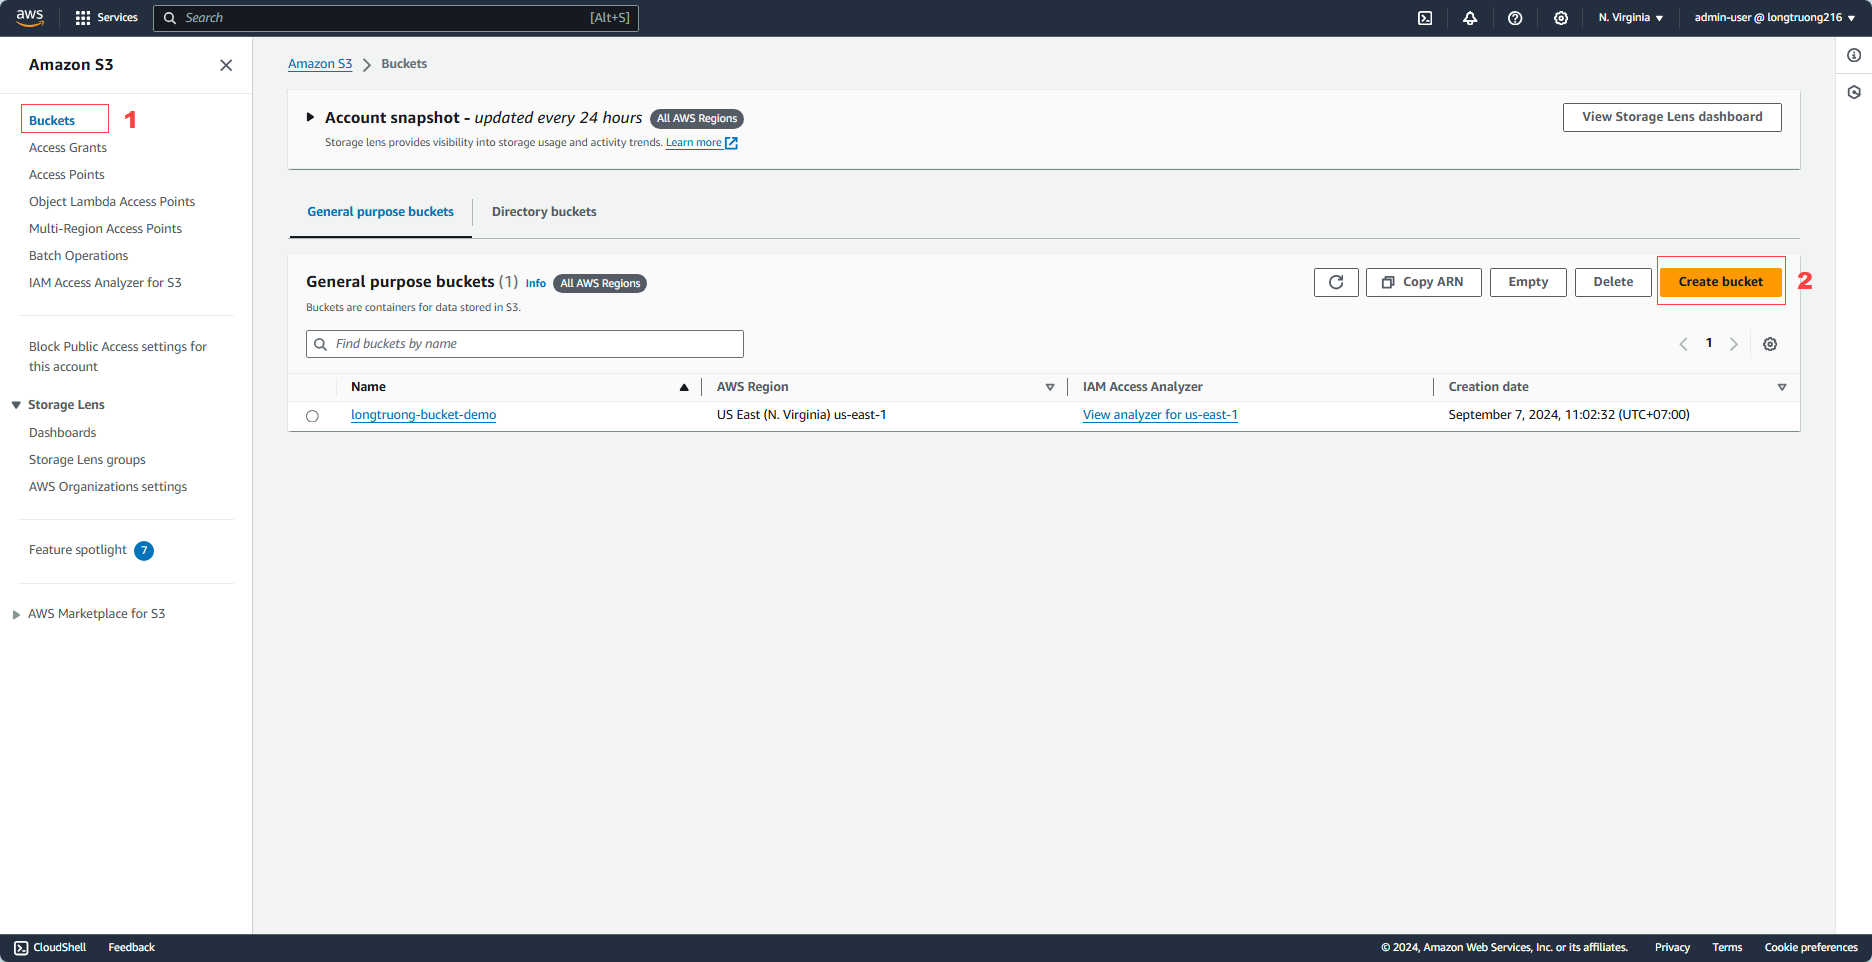 aws
Services
Search [Alt+S]
N. Virginia
admin-user @ longtruong216
Amazon S3
Buckets
1
Access Grants
Access Points
Object Lambda Access Points
Multi-Region Access Points
Batch Operations
IAM Access Analyzer for S3
Block Public Access settings for
this account
Storage Lens
Dashboards
Storage Lens groups
AWS Organizations settings
Feature spotlight 7
AWS Marketplace for S3
Amazon S3 Buckets
Account snapshot - updated every 24 hours All AWS Regions
Storage lens provides visibility into storage usage and activity trends. Learn more
View Storage Lens dashboard
General purpose buckets
Directory buckets
General purpose buckets (1) Info All AWS Regions
Buckets are containers for data stored in S3.
Copy ARN
Empty
Delete
Create bucket
2
Find buckets by name
1
Name AWS Region IAM Access Analyzer Creation date
longtruong-bucket-demo US East (N. Virginia) us-east-1 View analyzer for us-east-1 September 7, 2024, 11:02:32 (UTC+07:00)
CloudShell Feedback
© 2024, Amazon Web Services, Inc. or its affiliates. Privacy Terms Cookie preferences